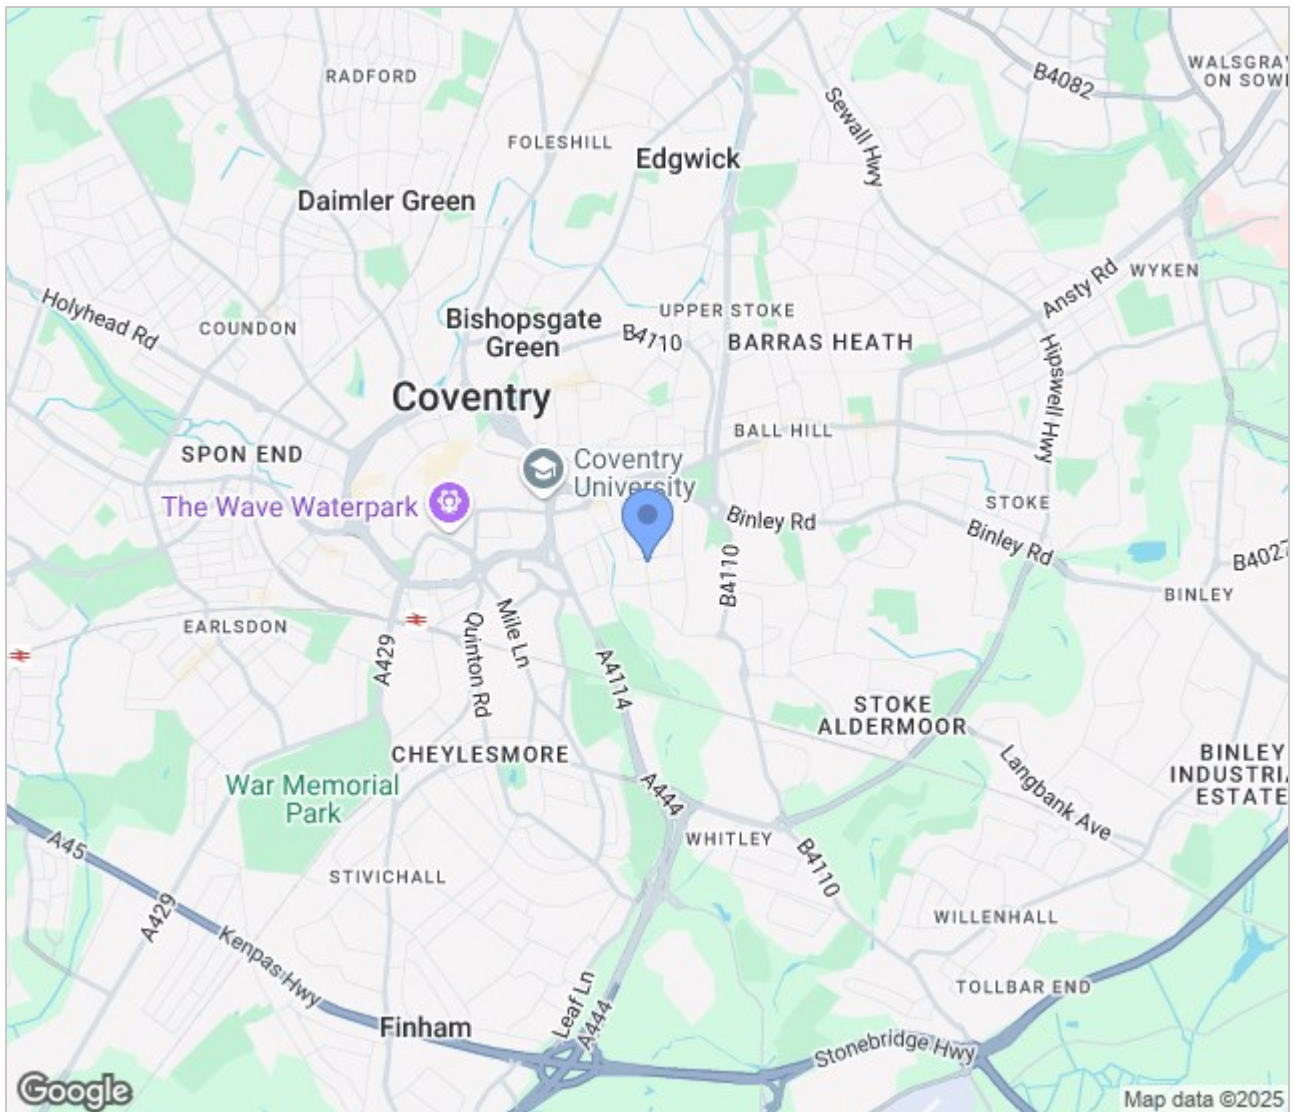 RADFORD
B4082
WALSGRA
ON SOW
Sewall Hwy
FOLESHILL
Edgwick
Daimler Green
Holyhead Rd
COUNDON
Bishopsgate
Green
B4110
UPPER STOKE
BARRAS HEATH
Ansty Rd
WYKEN
Hipswell Hwy
Coventry
BALL HILL
SPON END
Coventry
University
The Wave Waterpark
Binley Rd
STOKE
Binley Rd
B4027
B4110
BINLEY
EARLSDON
A429
Quinton Rd
Mile Ln
A4114
STOKE
ALDERMOOR
CHEYLESMORE
Langbank Ave
BINLEY
INDUSTRIA
ESTATE
War Memorial
Park
A444
WHITLEY
B4110
A45
STIVICHALL
A429
WILLENHALL
Kenpas Hwy
TOLLBAR END
Leaf Ln
A444
Finham
Stonebridge Hwy
Google
Map data ©2025